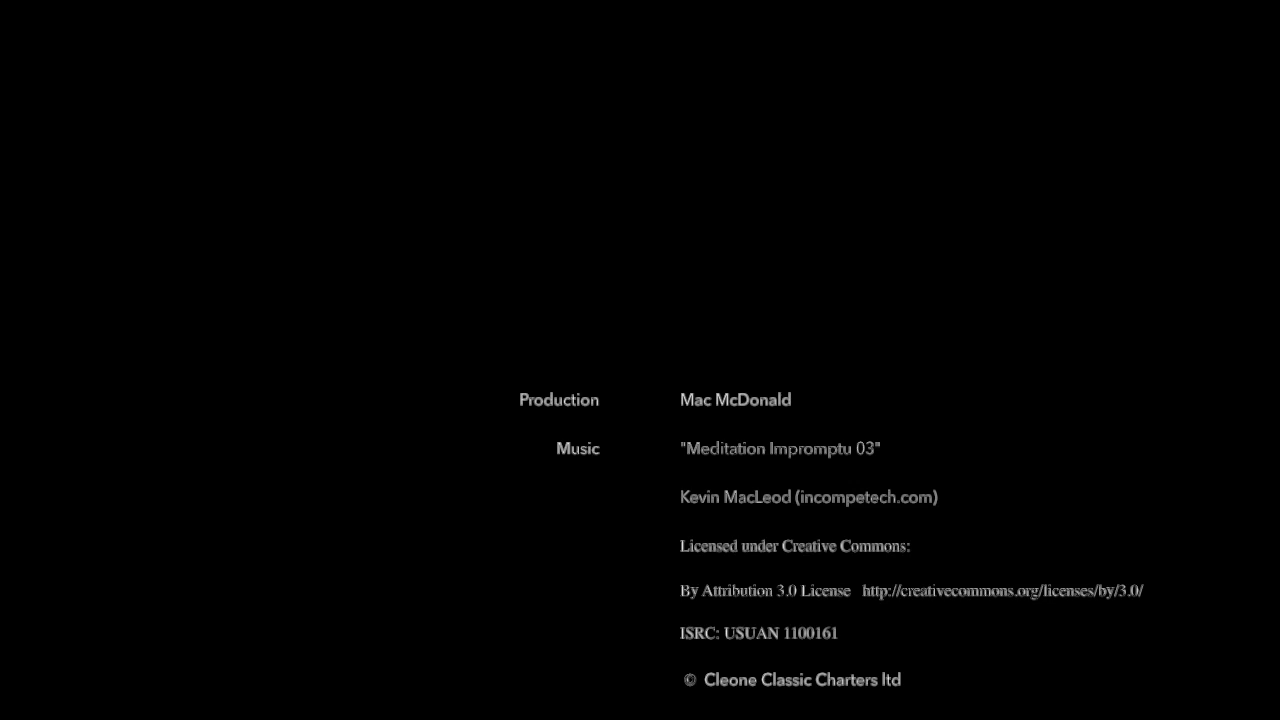 Production Mac McDonald
Music "Meditation Impromptu 03"
Kevin MacLeod (incompetech.com)
Licensed under Creative Commons:
By Attribution 3.0 License http://creativecommons.org/licenses/by/3.0/
ISRC: USUAN 1100161
© Cleone Classic Charters ltd